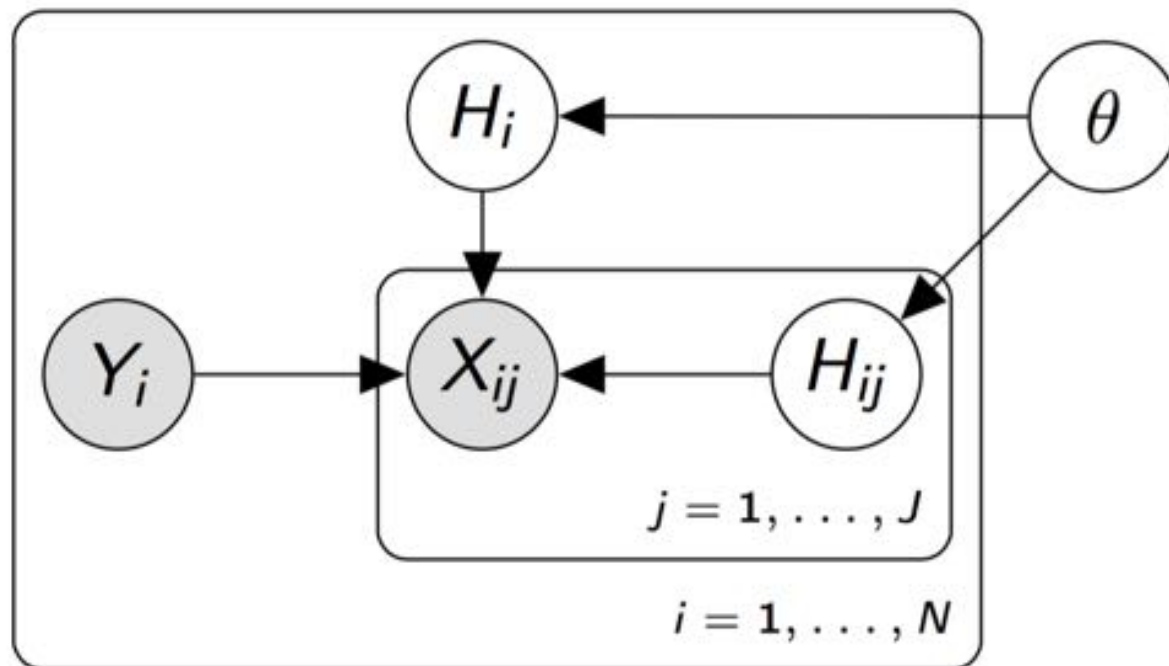 H_i
θ
Y_i
X_ij
H_ij
j = 1, . . . , J
i = 1, . . . , N